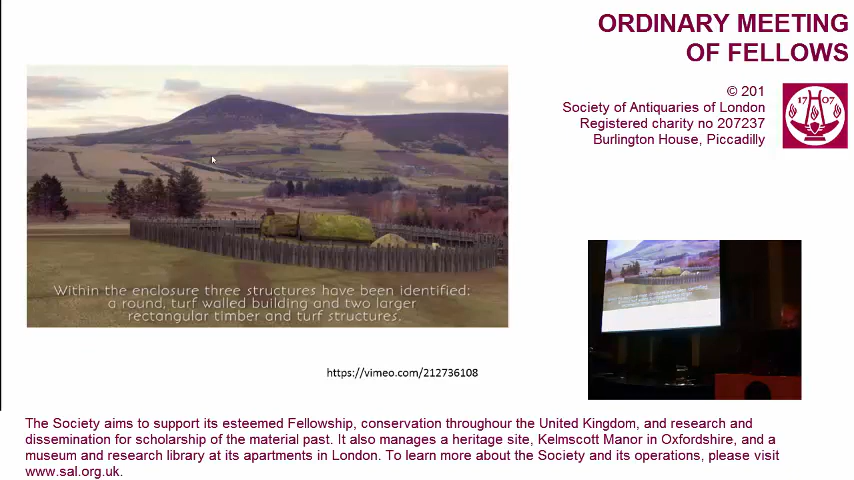 ORDINARY MEETING
OF FELLOWS
© 201
Society of Antiquaries of London
Registered charity no 207237
Burlington House, Piccadilly
17 07
Within the enclosure three structures have been identified:
a round, turf walled building and two larger
rectangular timber and turf structures.
https://vimeo.com/212736108
The Society aims to support its esteemed Fellowship, conservation throughour the United Kingdom, and research and
dissemination for scholarship of the material past. It also manages a heritage site, Kelmscott Manor in Oxfordshire, and a
museum and research library at its apartments in London. To learn more about the Society and its operations, please visit
www.sal.org.uk.